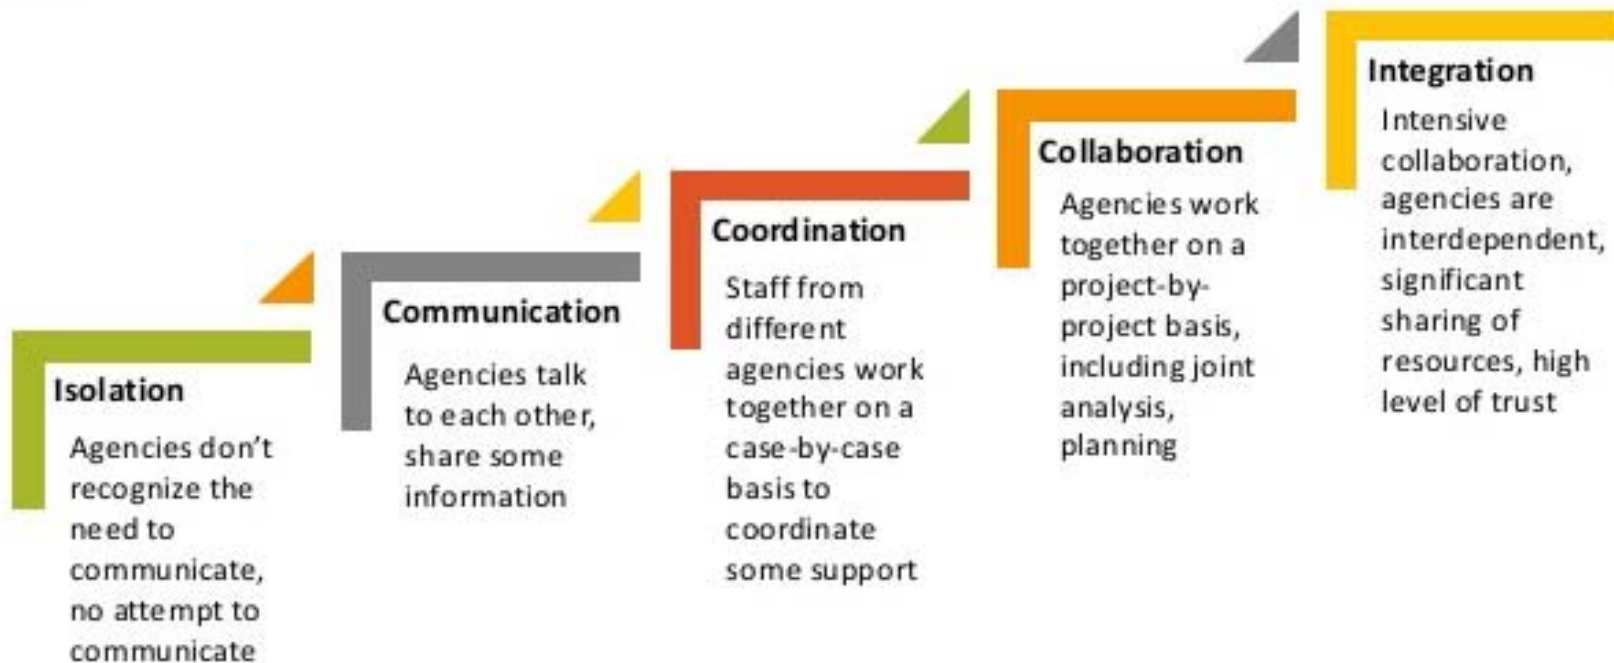 Isolation
Agencies don't
recognize the
need to
communicate,
no attempt to
communicate
Communication
Agencies talk
to each other,
share some
information
Coordination
Staff from
different
agencies work
together on a
case-by-case
basis to
coordinate
some support
Collaboration
Agencies work
together on a
project-by-
project basis,
including joint
analysis,
planning
Integration
Intensive
collaboration,
agencies are
interdependent,
significant
sharing of
resources, high
level of trust